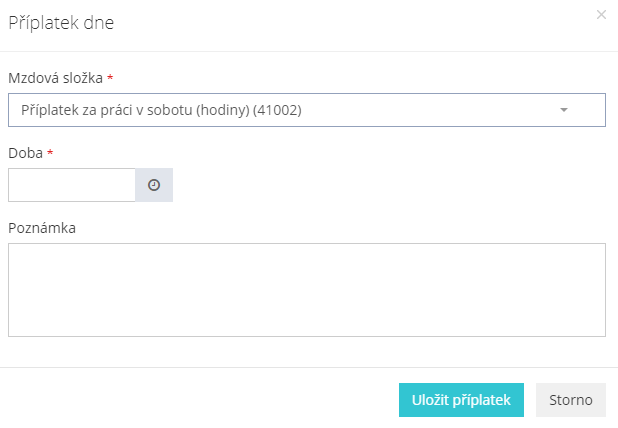 Příplatek dne
Mzdová složka *
Příplatek za práci v sobotu (hodiny) (41002)
Doba *
Poznámka
Uložit příplatek
Storno